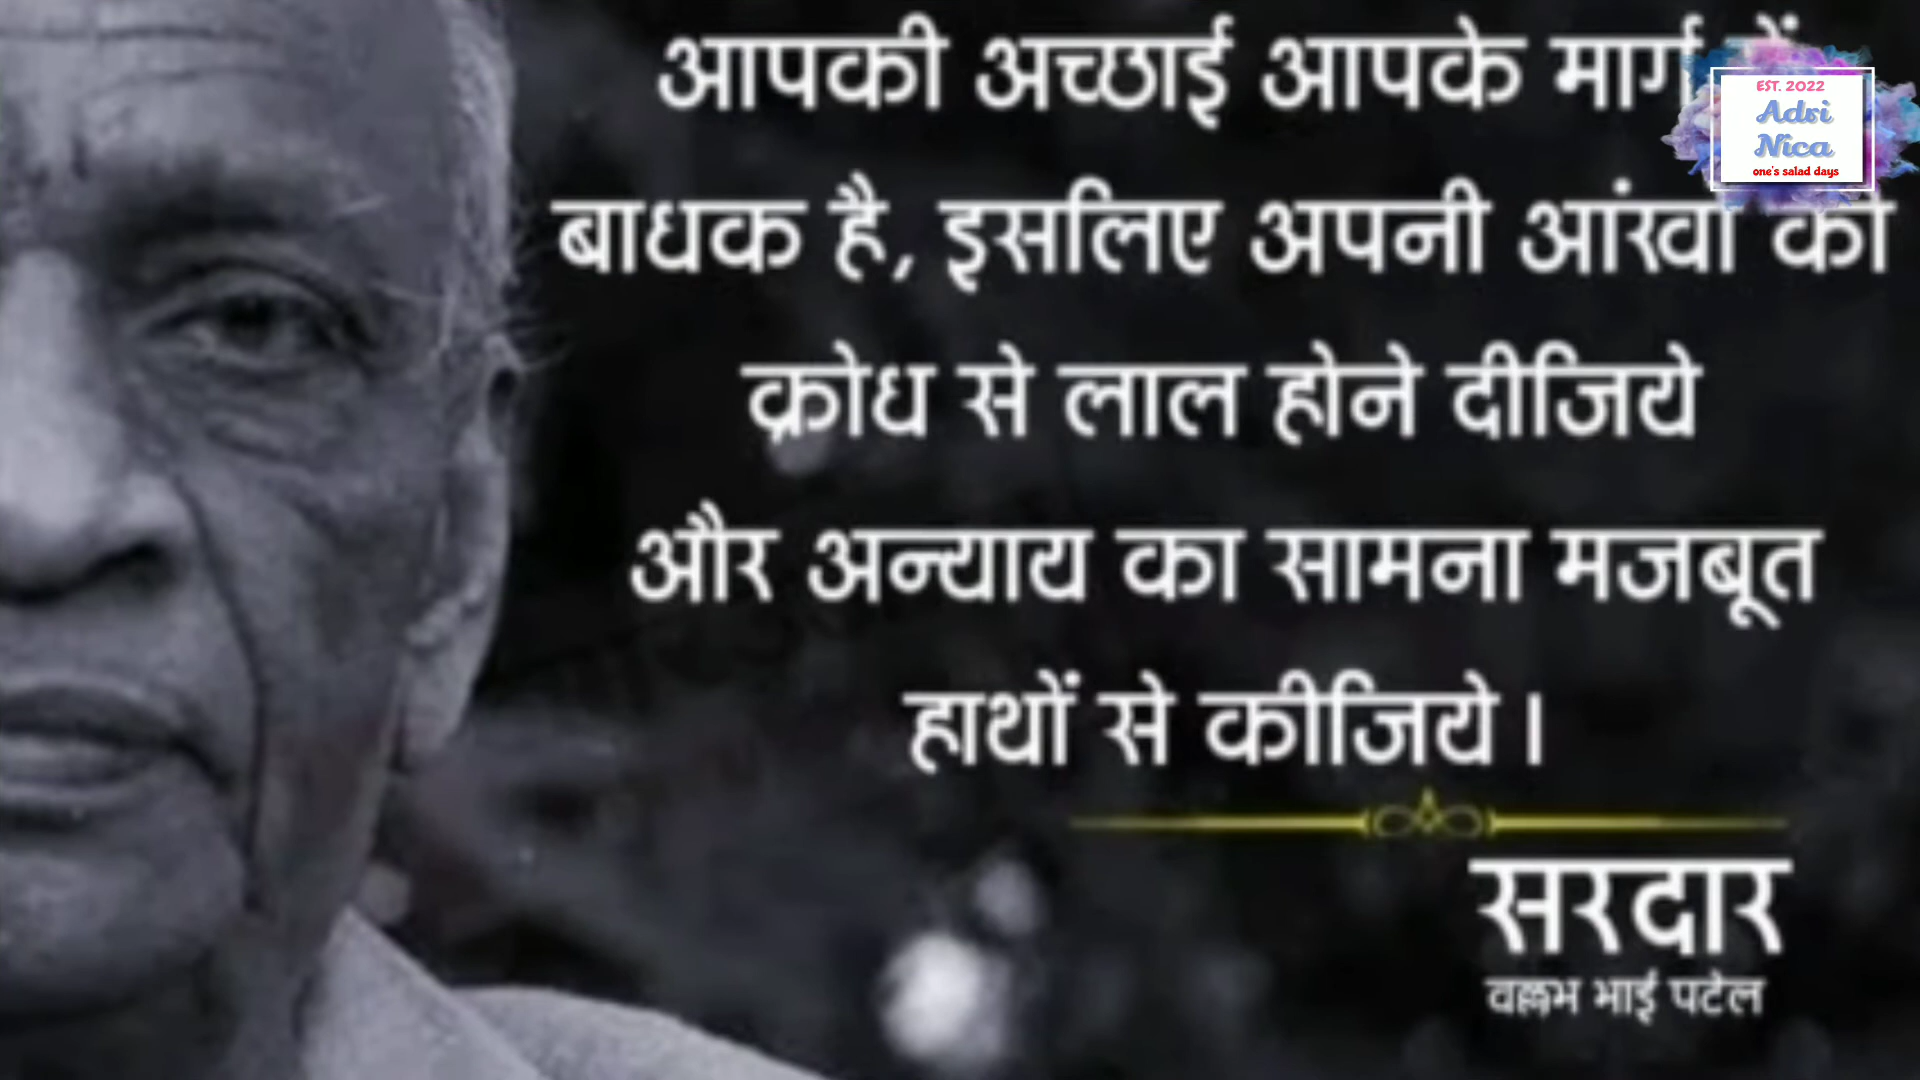 आपकी अच्छाई आपके मार्ग में
बाधक है, इसलिए अपनी आंखों को
क्रोध से लाल होने दीजिये
और अन्याय का सामना मजबूत
हाथों से कीजिये।
सरदार
वल्लभ भाई पटेल
EST. 2022
Adri
Nica
one's salad days